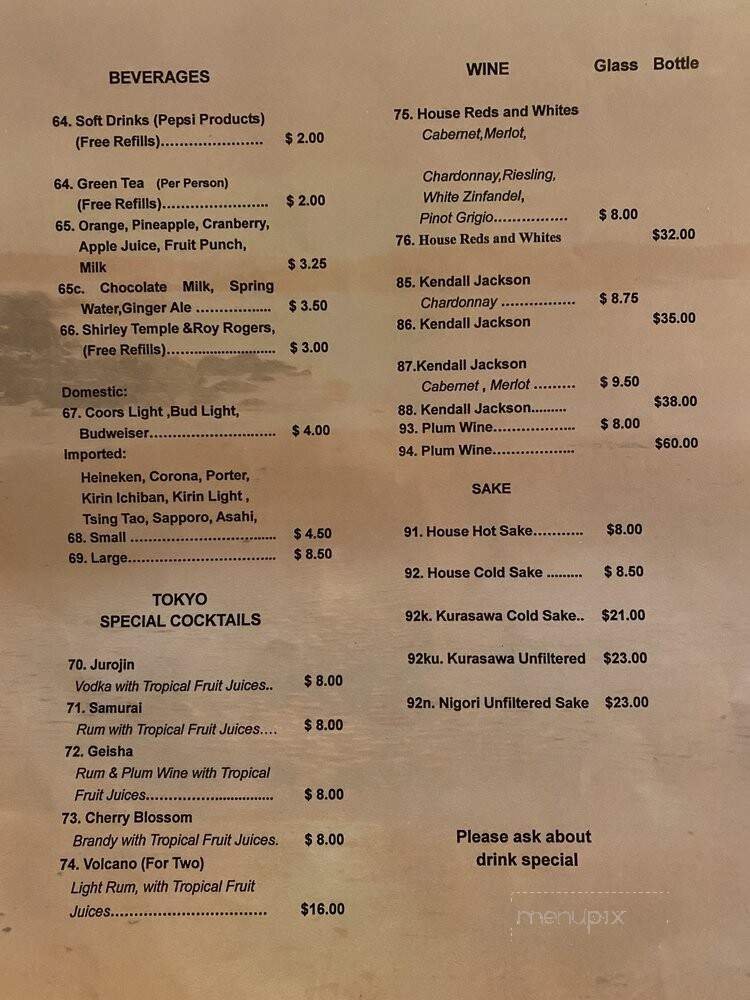 BEVERAGES
64. Soft Drinks (Pepsi Products)
(Free Refills)...................... $ 2.00
64. Green Tea (Per Person)
(Free Refills)....................... $ 2.00
65. Orange, Pineapple, Cranberry,
Apple Juice, Fruit Punch,
Milk $ 3.25
65c. Chocolate Milk, Spring
Water,Ginger Ale ................. $ 3.50
66. Shirley Temple &Roy Rogers,
(Free Refills)........................ $ 3.00
Domestic:
67. Coors Light ,Bud Light,
Budweiser............................ $ 4.00
Imported:
Heineken, Corona, Porter,
Kirin Ichiban, Kirin Light ,
Tsing Tao, Sapporo, Asahi,
68. Small ................................ $ 4.50
69. Large................................. $ 8.50
TOKYO
SPECIAL COCKTAILS
70. Jurojin
Vodka with Tropical Fruit Juices.. $ 8.00
71. Samurai
Rum with Tropical Fruit Juices.... $ 8.00
72. Geisha
Rum & Plum Wine with Tropical
Fruit Juices............................ $ 8.00
73. Cherry Blossom
Brandy with Tropical Fruit Juices. $ 8.00
74. Volcano (For Two)
Light Rum, with Tropical Fruit
Juices.................................. $16.00
WINE Glass Bottle
75. House Reds and Whites
Cabernet,Merlot,
Chardonnay,Riesling,
White Zinfandel,
Pinot Grigio................ $ 8.00
76. House Reds and Whites $32.00
85. Kendall Jackson
Chardonnay ................ $ 8.75
86. Kendall Jackson $35.00
87.Kendall Jackson
Cabernet , Merlot ......... $ 9.50
88. Kendall Jackson......... $38.00
93. Plum Wine.................. $ 8.00
94. Plum Wine.................. $60.00
SAKE
91. House Hot Sake........... $8.00
92. House Cold Sake ......... $ 8.50
92k. Kurasawa Cold Sake.. $21.00
92ku. Kurasawa Unfiltered $23.00
92n. Nigori Unfiltered Sake $23.00
Please ask about
drink special
menupix